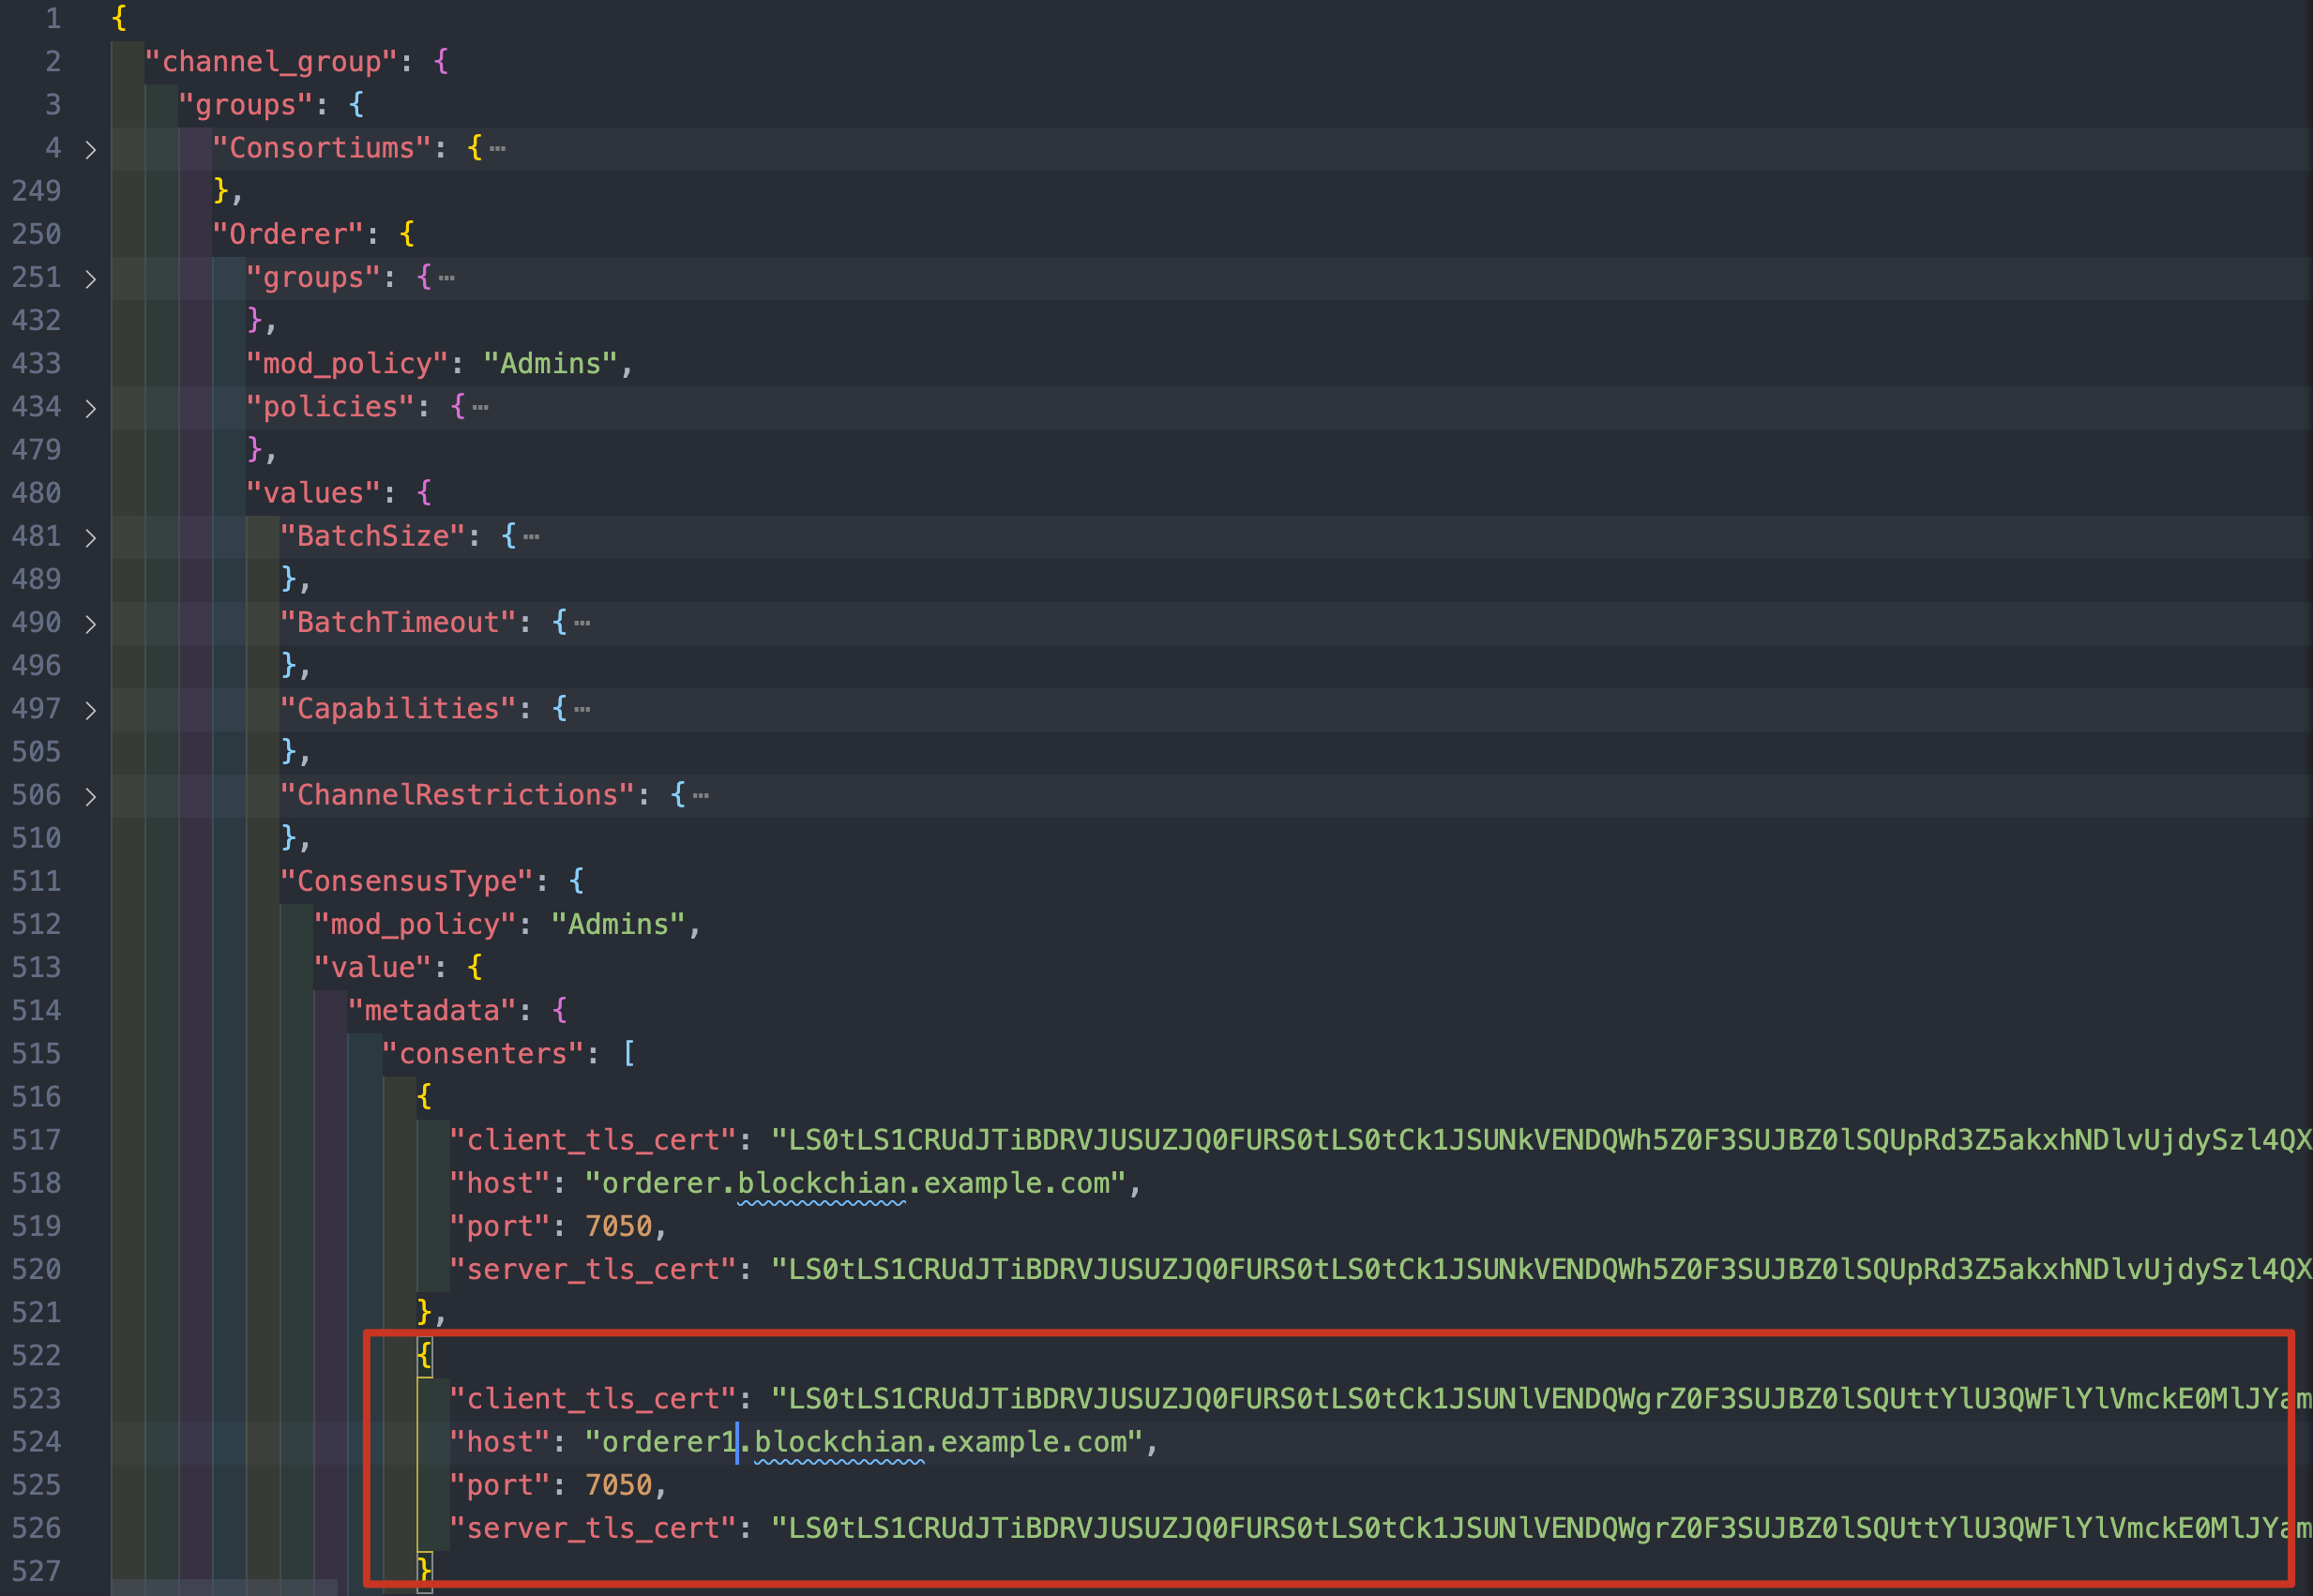 1 {
2 "channel_group": {
3 "groups": {
4 > "Consortiums": {…
249 },
250 "Orderer": {
251 > "groups": {…
432 },
433 "mod_policy": "Admins",
434 > "policies": {…
479 },
480 "values": {
481 > "BatchSize": {…
489 },
490 > "BatchTimeout": {…
496 },
497 > "Capabilities": {…
505 },
506 > "ChannelRestrictions": {…
510 },
511 "ConsensusType": {
512 "mod_policy": "Admins",
513 "value": {
514 "metadata": {
515 "consenters": [
516 {
517 "client_tls_cert": "LS0tLS1CRUdJTiBDRVJUSUZJQ0FURS0tLS0tCk1JSUNkVENDQWh5Z0F3SUJBZ0lSQUpRd3Z5akxhNDlvUjdySzl4QX
518 "host": "orderer.blockchian.example.com",
519 "port": 7050,
520 "server_tls_cert": "LS0tLS1CRUdJTiBDRVJUSUZJQ0FURS0tLS0tCk1JSUNkVENDQWh5Z0F3SUJBZ0lSQUpRd3Z5akxhNDlvUjdySzl4QX
521 },
522 {
523 "client_tls_cert": "LS0tLS1CRUdJTiBDRVJUSUZJQ0FURS0tLS0tCk1JSUNlVENDQWgrZ0F3SUJBZ0lSQUttYlU3QWFlYlVmckE0MlJYam
524 "host": "orderer1.blockchian.example.com",
525 "port": 7050,
526 "server_tls_cert": "LS0tLS1CRUdJTiBDRVJUSUZJQ0FURS0tLS0tCk1JSUNlVENDQWgrZ0F3SUJBZ0lSQUttYlU3QWFlYlVmckE0MlJYam
527 }